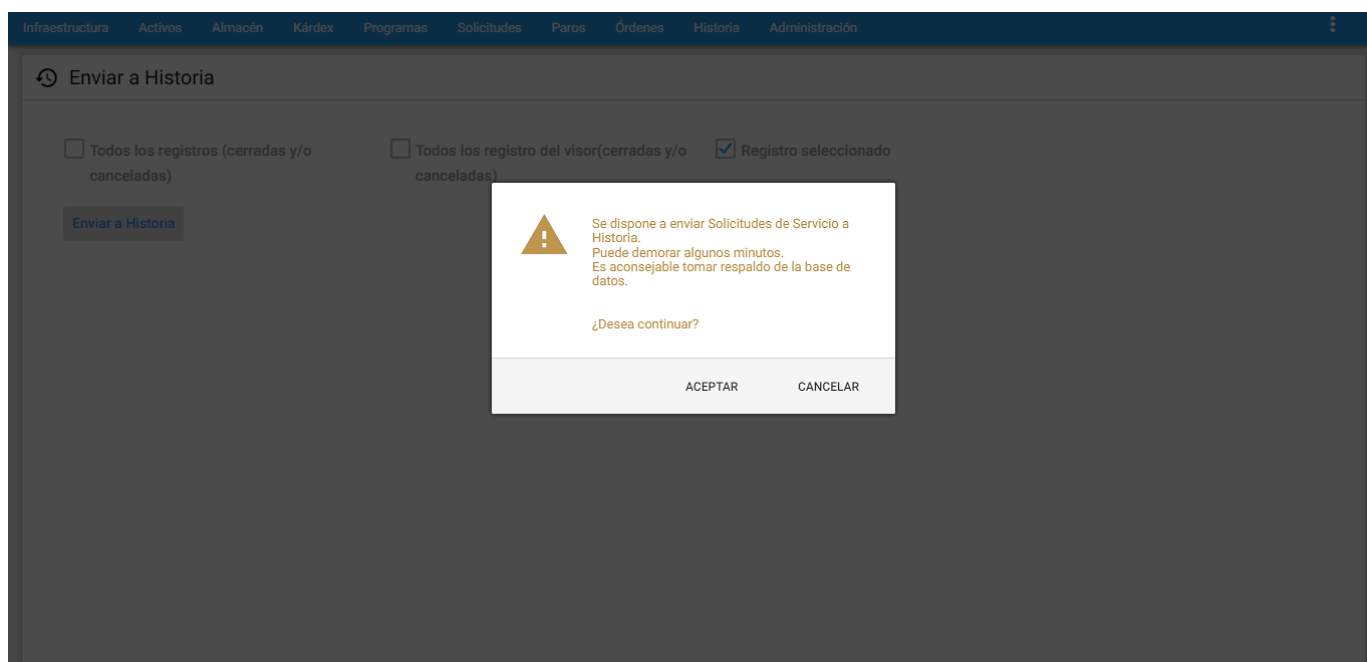 Infraestructura Activos Almacén Kárdex Programas Solicitudes Paros Órdenes Historia Administración
Enviar a Historia
Todos los registros (cerradas y/o
canceladas)
Todos los registro del visor(cerradas y/o
canceladas)
Registro seleccionado
Enviar a Historia
Se dispone a enviar Solicitudes de Servicio a
Historia.
Puede demorar algunos minutos.
Es aconsejable tomar respaldo de la base de
datos.
¿Desea continuar?
ACEPTAR CANCELAR